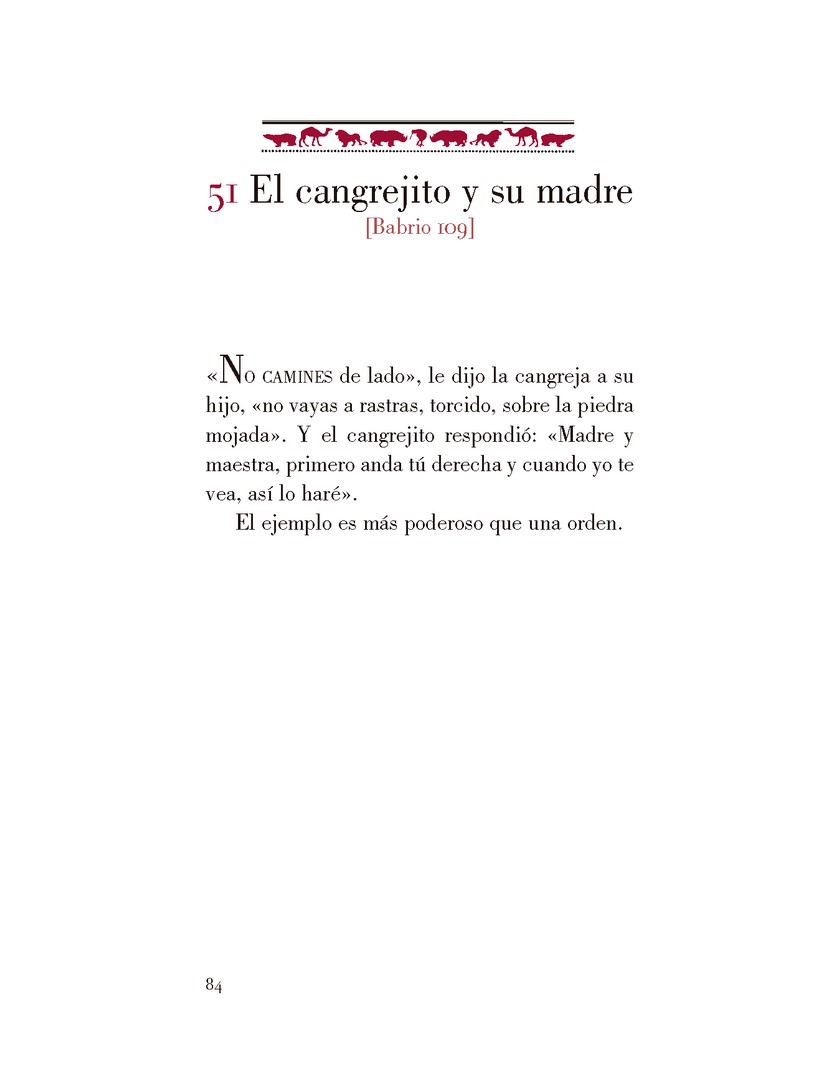 51 El cangrejito y su madre
[Babrio 109]
«No camines de lado», le dijo la cangreja a su
hijo, «no vayas a rastras, torcido, sobre la piedra
mojada». Y el cangrejito respondió: «Madre y
maestra, primero anda tú derecha y cuando yo te
vea, así lo haré».
El ejemplo es más poderoso que una orden.
84